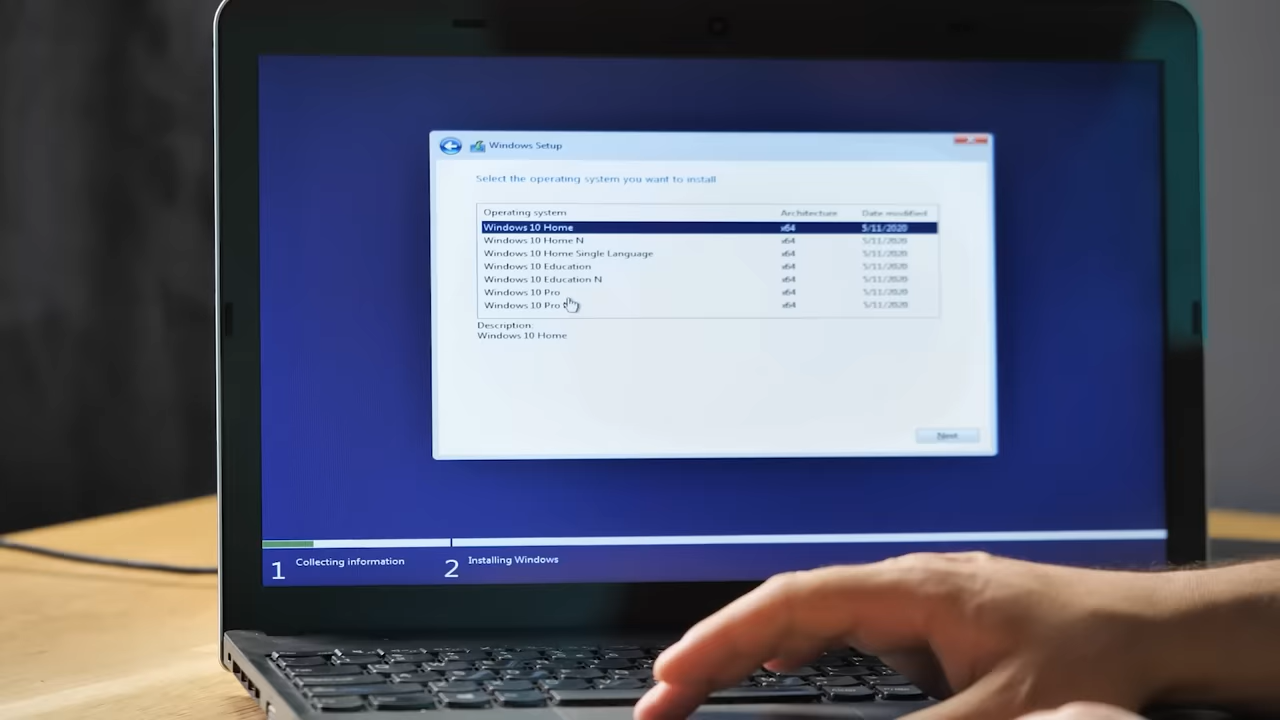 Windows Setup
Select the operating system you want to install
Operating system Architecture Date modified
Windows 10 Home x64 5/11/2020
Windows 10 Home N x64 5/11/2020
Windows 10 Home Single Language x64 5/11/2020
Windows 10 Education x64 5/11/2020
Windows 10 Education N x64 5/11/2020
Windows 10 Pro x64 5/11/2020
Windows 10 Pro x64 5/11/2020
Description:
Windows 10 Home
Next
1 Collecting information 2 Installing Windows